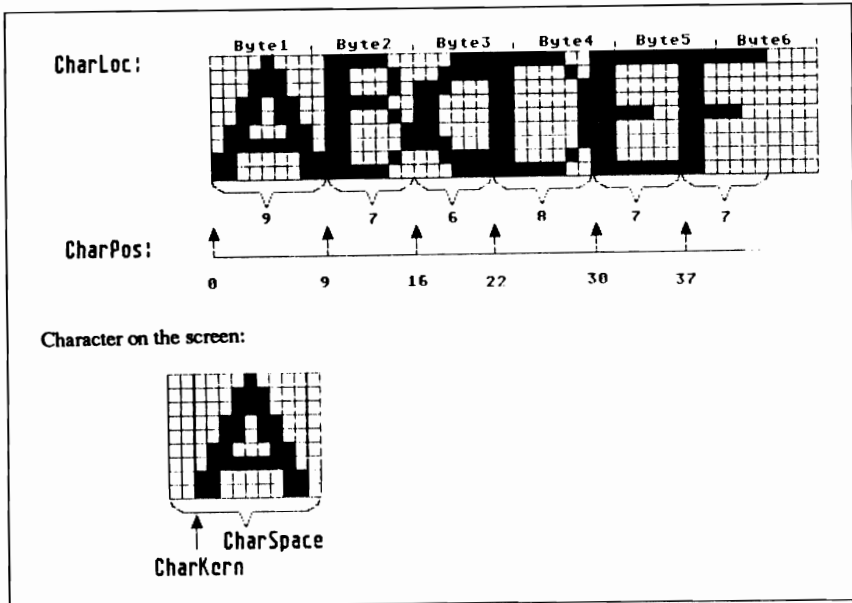 Byte1 Byte2 Byte3 Byte4 Byte5 Byte6
CharLoc:
9 7 6 8 7 7
CharPos:
0 9 16 22 30 37
Character on the screen:
CharSpace
CharKern